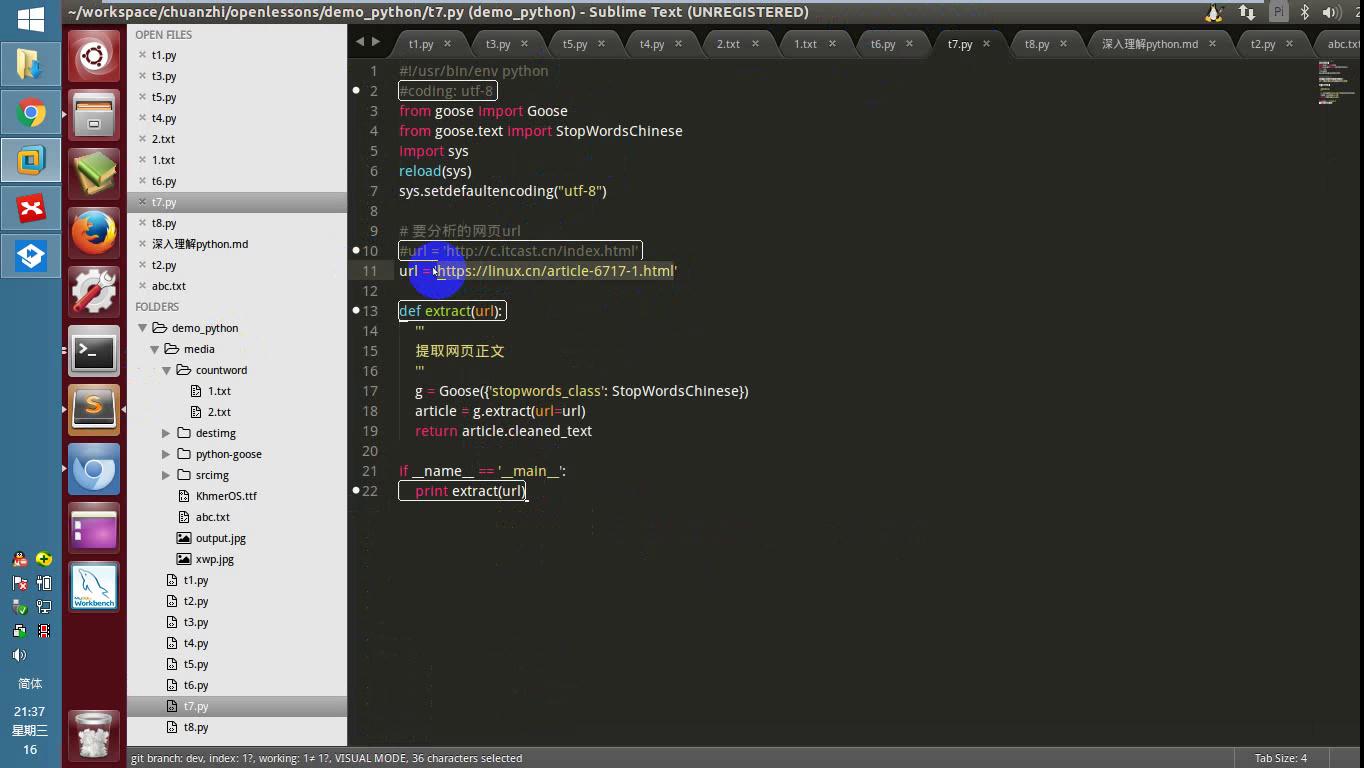 ~/workspace/chuanzhi/openlessons/demo_python/t7.py (demo_python) - Sublime Text (UNREGISTERED)
Pi
OPEN FILES
t1.py
t3.py
t5.py
t4.py
2.txt
1.txt
t6.py
t7.py
t8.py
深入理解python.md
t2.py
abc.txt
FOLDERS
demo_python
media
countword
1.txt
2.txt
destimg
python-goose
srcimg
KhmerOS.ttf
abc.txt
output.jpg
xwp.jpg
t1.py
t2.py
t3.py
t4.py
t5.py
t6.py
t7.py
t8.py
t1.py t3.py t5.py t4.py 2.txt 1.txt t6.py t7.py t8.py 深入理解python.md t2.py abc.txt
1 #!/usr/bin/env python
2 #coding: utf-8
3 from goose import Goose
4 from goose.text import StopWordsChinese
5 import sys
6 reload(sys)
7 sys.setdefaultencoding("utf-8")
8
9 # 要分析的网页url
10 #url = 'http://c.itcast.cn/index.html'
11 url = 'https://linux.cn/article-6717-1.html'
12
13 def extract(url):
14 '''
15 提取网页正文
16 '''
17 g = Goose({'stopwords_class': StopWordsChinese})
18 article = g.extract(url=url)
19 return article.cleaned_text
20
21 if __name__ == '__main__':
22 print extract(url)
MySQL
Workbench
简体
21:37
星期三
16
git branch: dev, index: 1?, working: 1≠ 1?, VISUAL MODE, 36 characters selected
Tab Size: 4